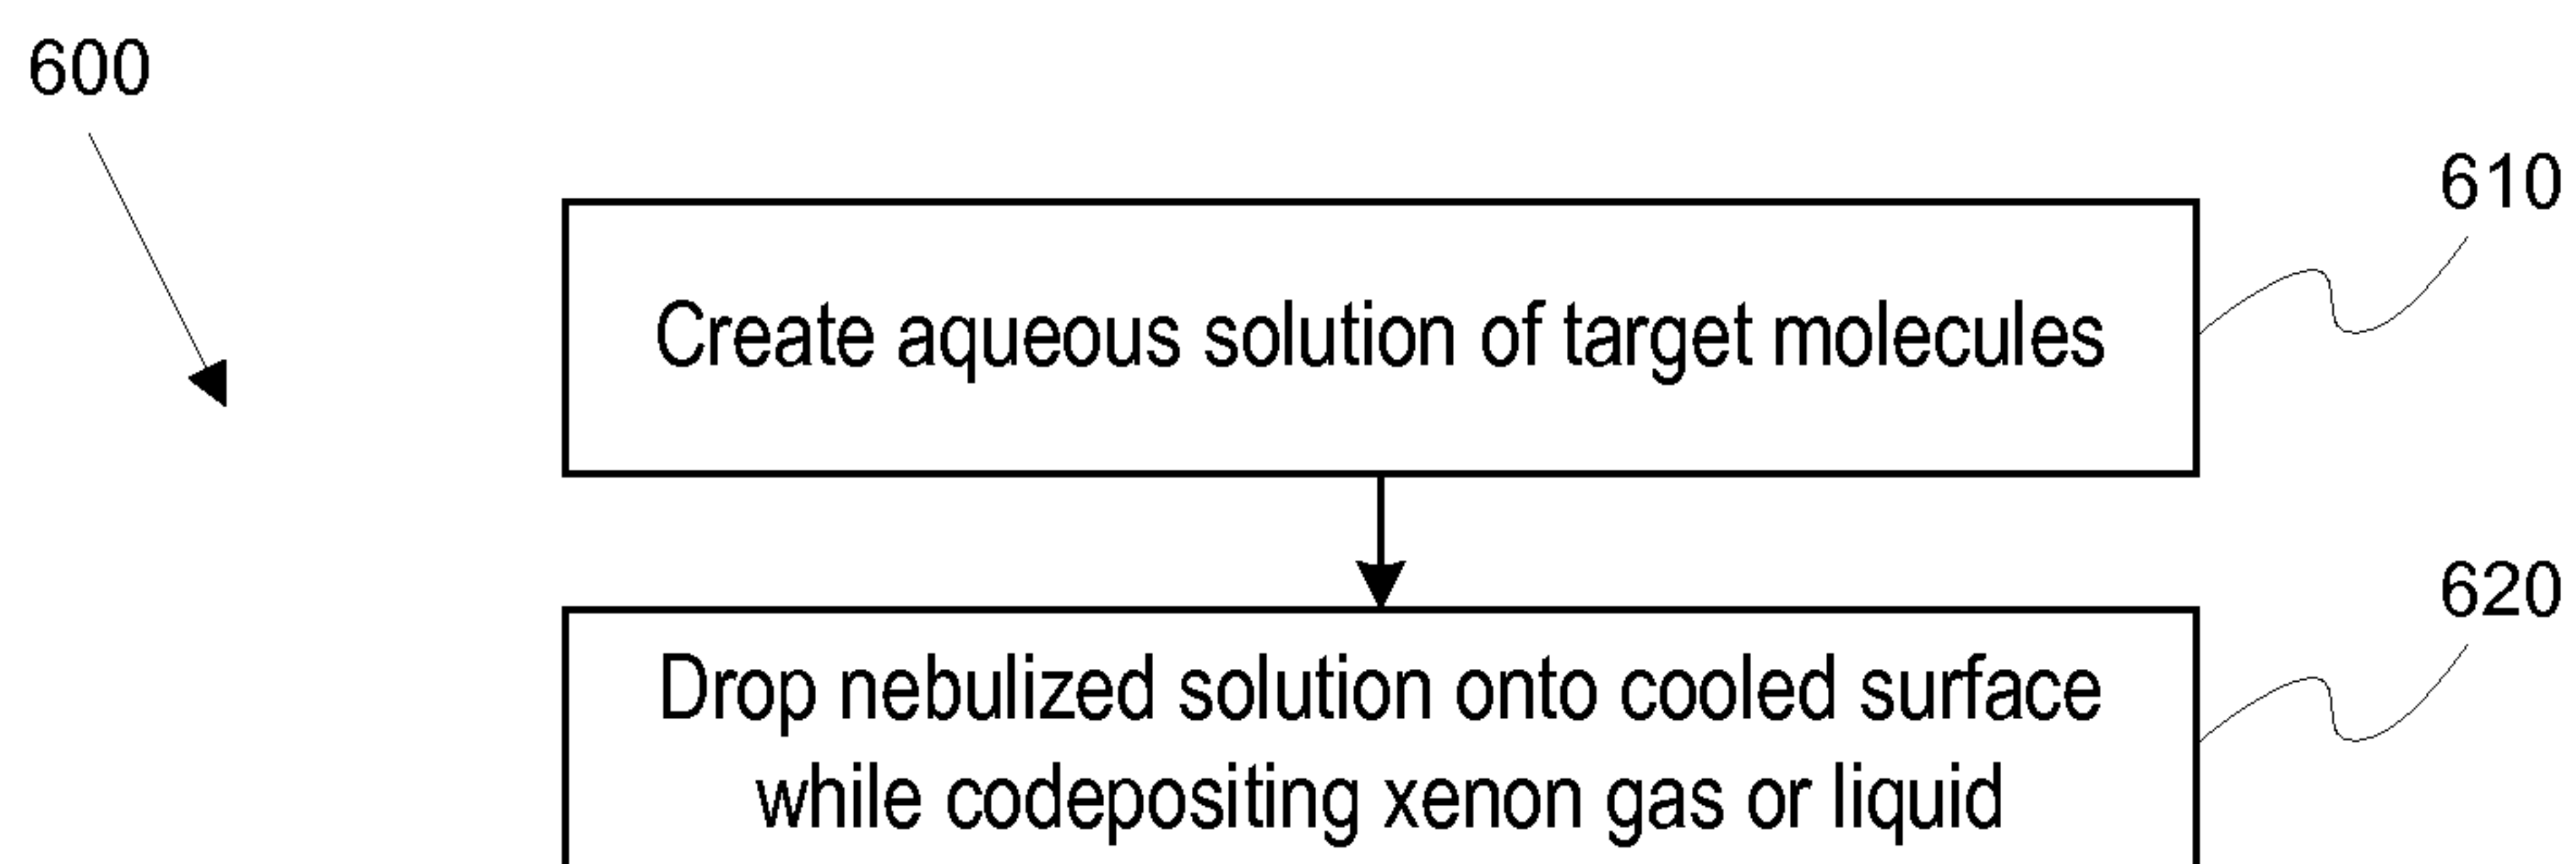 600
610
Create aqueous solution of target molecules
620
Drop nebulized solution onto cooled surface
while codepositing xenon gas or liquid